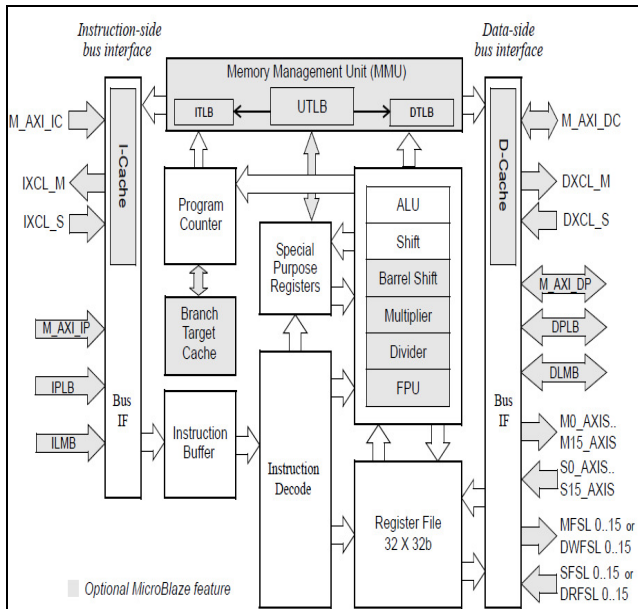 Instruction-side
bus interface
Data-side
bus interface
Memory Management Unit (MMU)
ITLB
UTLB
DTLB
M_AXI_IC
IXCL_M
IXCL_S
I-Cache
Program
Counter
Special
Purpose
Registers
Branch
Target
Cache
ALU
Shift
Barrel Shift
Multiplier
Divider
FPU
D-Cache
M_AXI_DC
DXCL_M
DXCL_S
M_AXI_DP
DPLB
DLMB
M_AXI_IP
IPLB
ILMB
Bus
IF
Instruction
Buffer
Instruction
Decode
Register File
32 X 32b
Bus
IF
M0_AXIS..
M15_AXIS
S0_AXIS..
S15_AXIS
MFSL 0..15 or
DWFSL 0..15
SFSL 0..15 or
DRFSL 0..15
Optional MicroBlaze feature